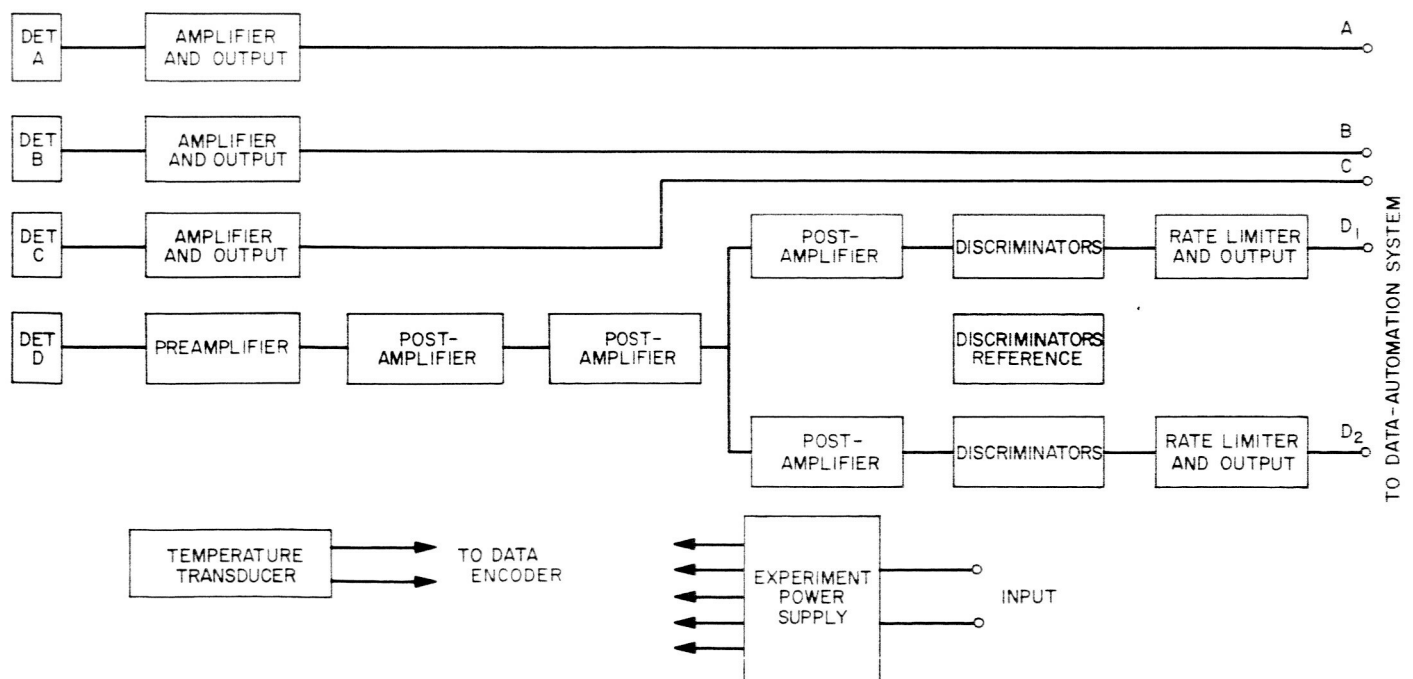 DET
A
AMPLIFIER
AND OUTPUT
A
DET
B
AMPLIFIER
AND OUTPUT
B
C
DET
C
AMPLIFIER
AND OUTPUT
POST-
AMPLIFIER
DISCRIMINATORS
RATE LIMITER
AND OUTPUT
D1
DET
D
PREAMPLIFIER
POST-
AMPLIFIER
POST-
AMPLIFIER
DISCRIMINATORS
REFERENCE
POST-
AMPLIFIER
DISCRIMINATORS
RATE LIMITER
AND OUTPUT
D2
TO DATA-AUTOMATION SYSTEM
TEMPERATURE
TRANSDUCER
TO DATA
ENCODER
EXPERIMENT
POWER
SUPPLY
INPUT